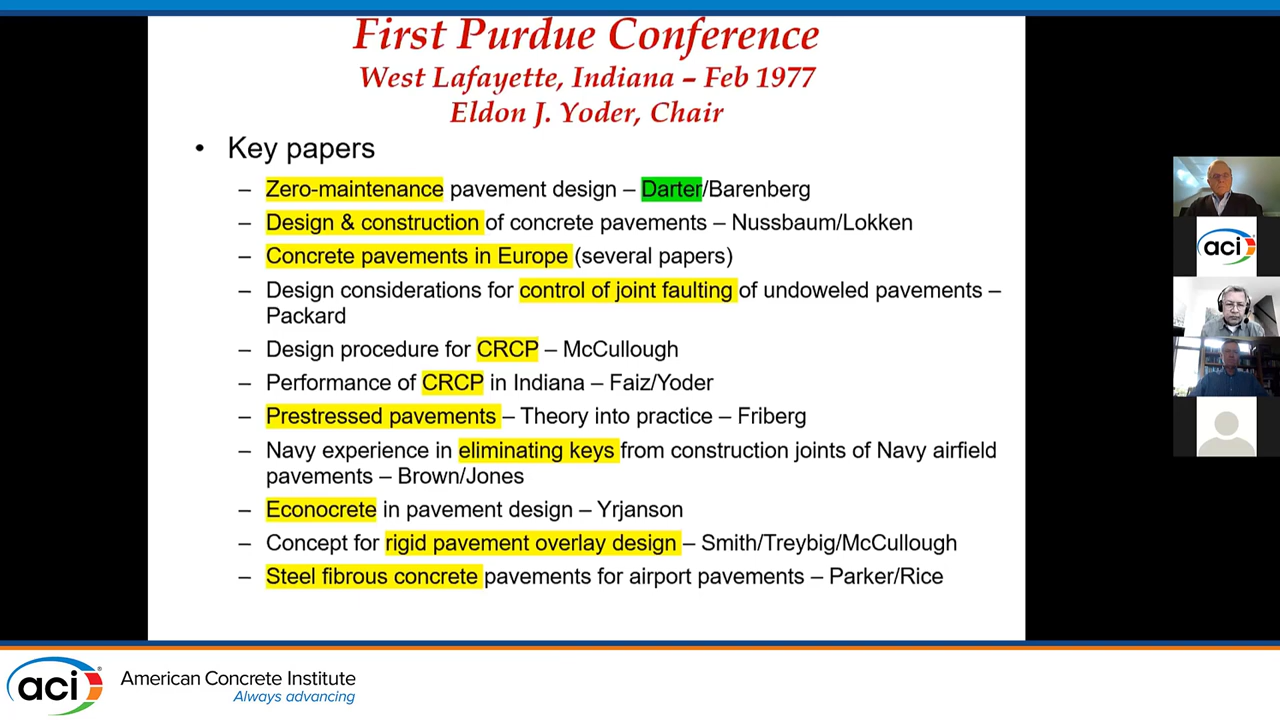 First Purdue Conference
West Lafayette, Indiana – Feb 1977
Eldon J. Yoder, Chair
• Key papers
– Zero-maintenance pavement design – Darter/Barenberg
– Design & construction of concrete pavements – Nussbaum/Lokken
– Concrete pavements in Europe (several papers)
– Design considerations for control of joint faulting of undoweled pavements –
Packard
– Design procedure for CRCP – McCullough
– Performance of CRCP in Indiana – Faiz/Yoder
– Prestressed pavements – Theory into practice – Friberg
– Navy experience in eliminating keys from construction joints of Navy airfield
pavements – Brown/Jones
– Econocrete in pavement design – Yrjanson
– Concept for rigid pavement overlay design – Smith/Treybig/McCullough
– Steel fibrous concrete pavements for airport pavements – Parker/Rice
aci
aci®
American Concrete Institute
Always advancing